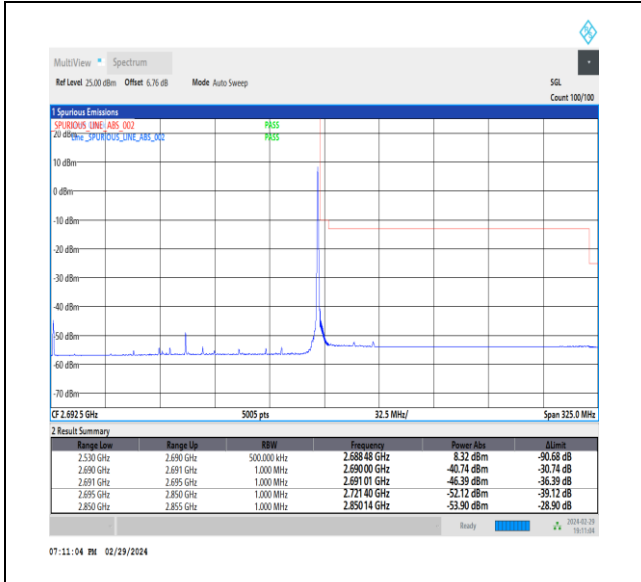 MultiView Spectrum
Ref Level 25.00 dBm Offset 6.76 dB Mode Auto Sweep SGL
Count 100/100
1 Spurious Emissions
SPURIOUS_LINE_ABS_002 PASS
20 dBm Line _SPURIOUS_LINE_ABS_002 PASS
10 dBm
0 dBm
-10 dBm
-20 dBm
-30 dBm
-40 dBm
-50 dBm
-60 dBm
-70 dBm
CF 2.692 5 GHz 5005 pts 32.5 MHz/ Span 325.0 MHz
2 Result Summary
Range Low Range Up RBW Frequency Power Abs ΔLimit
2.530 GHz 2.690 GHz 500.000 kHz 2.688 48 GHz 8.32 dBm -90.68 dB
2.690 GHz 2.691 GHz 1.000 MHz 2.690 00 GHz -40.74 dBm -30.74 dB
2.691 GHz 2.695 GHz 1.000 MHz 2.691 01 GHz -46.39 dBm -36.39 dB
2.695 GHz 2.850 GHz 1.000 MHz 2.721 40 GHz -52.12 dBm -39.12 dB
2.850 GHz 2.855 GHz 1.000 MHz 2.850 14 GHz -53.90 dBm -28.90 dB
Ready 2024-02-29
19:11:04
07:11:04 PM 02/29/2024